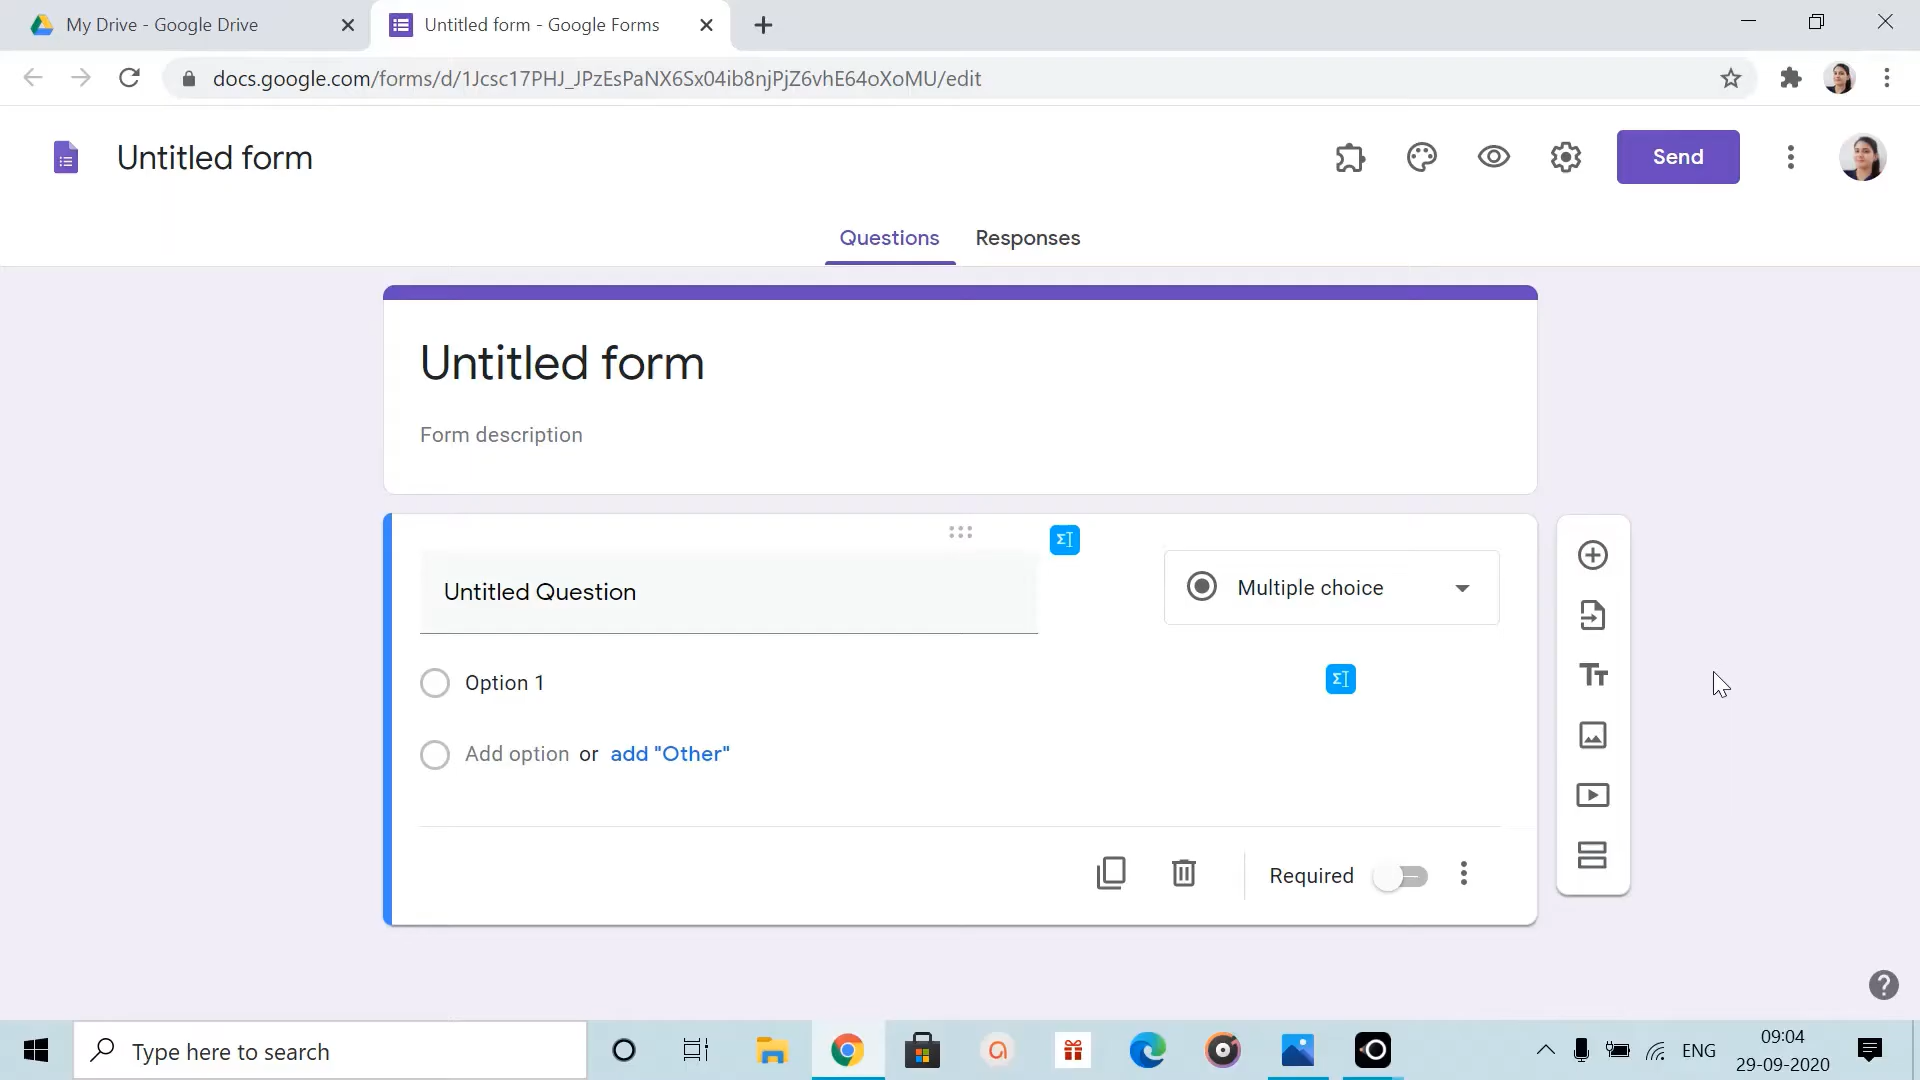 My Drive - Google Drive
Untitled form - Google Forms
docs.google.com/forms/d/1Jcsc17PHJ_JPzEsPaNX6Sx04ib8njPjZ6vhE64oXoMU/edit
Untitled form
Send
Questions
Responses
Untitled form
Form description
Untitled Question
Multiple choice
Option 1
Add option or add "Other"
Required
Type here to search
ENG
09:04
29-09-2020